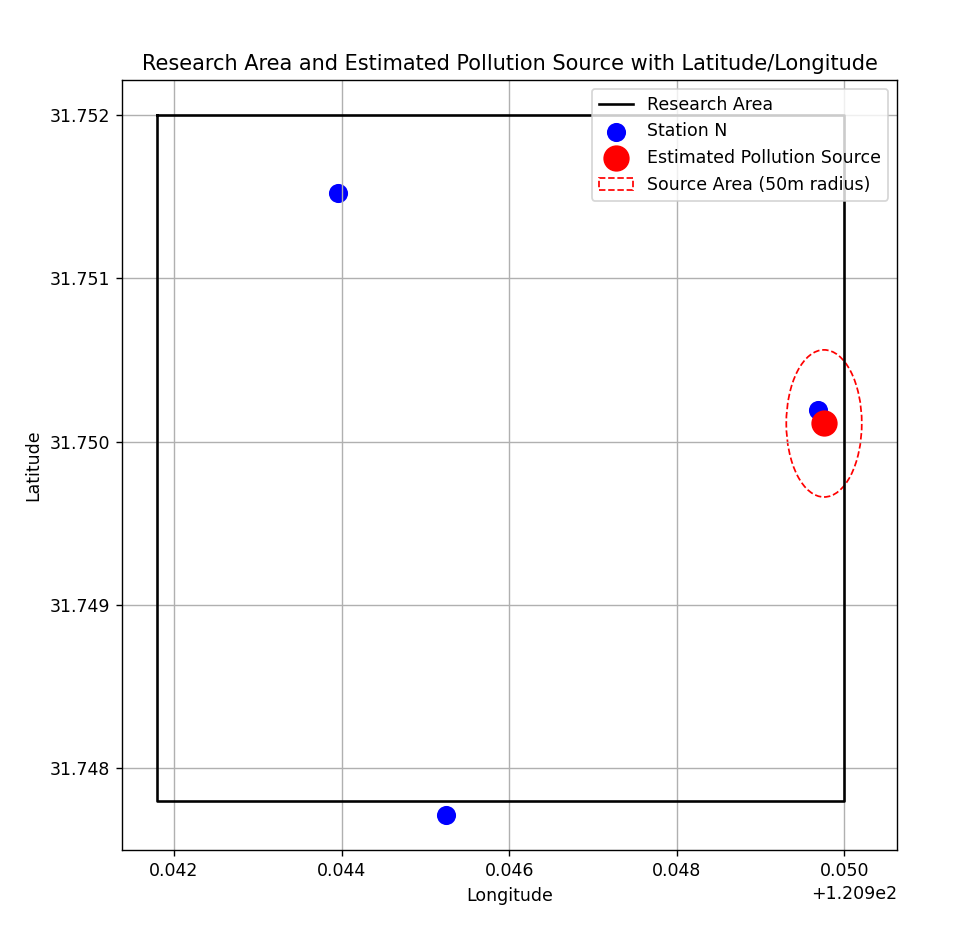 Research Area and Estimated Pollution Source with Latitude/Longitude
Research Area
Station N
Estimated Pollution Source
Source Area (50m radius)
31.752
31.751
31.750
31.749
31.748
Latitude
0.042 0.044 0.046 0.048 0.050
+1.209e2
Longitude